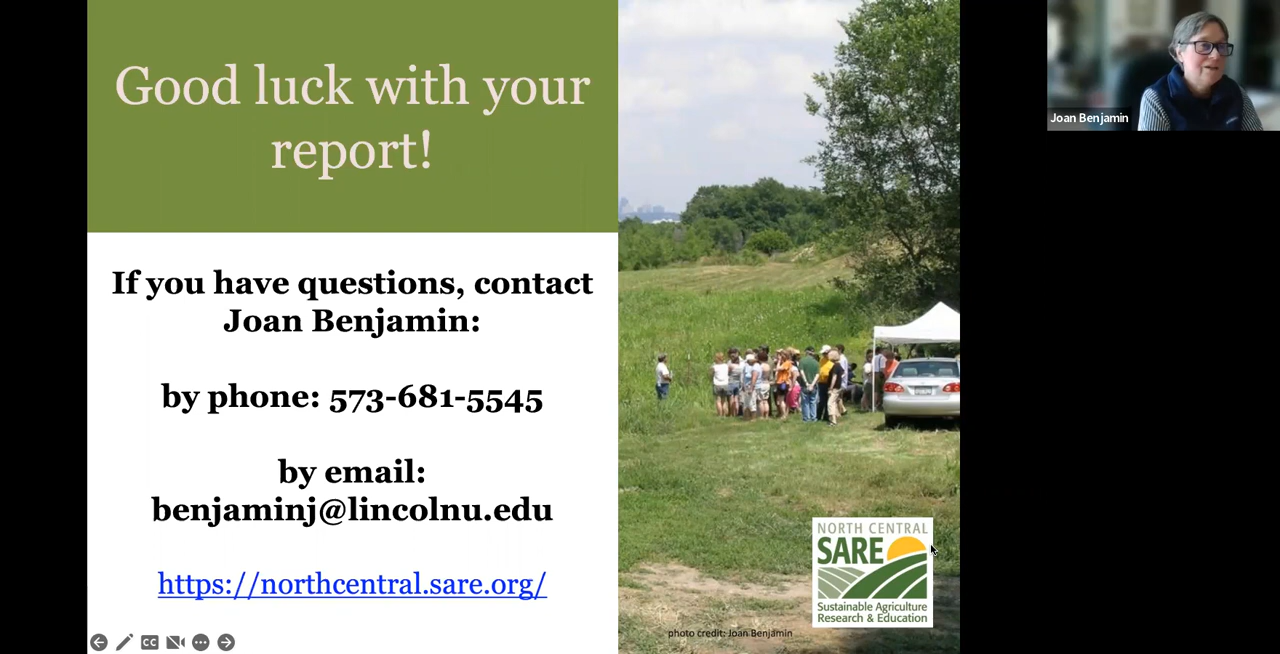 Good luck with your
report!
If you have questions, contact
Joan Benjamin:
by phone: 573-681-5545
by email:
benjaminj@lincolnu.edu
https://northcentral.sare.org/
CC
NORTH CENTRAL
SARE
Sustainable Agriculture
Research & Education
photo credit: Joan Benjamin
Joan Benjamin